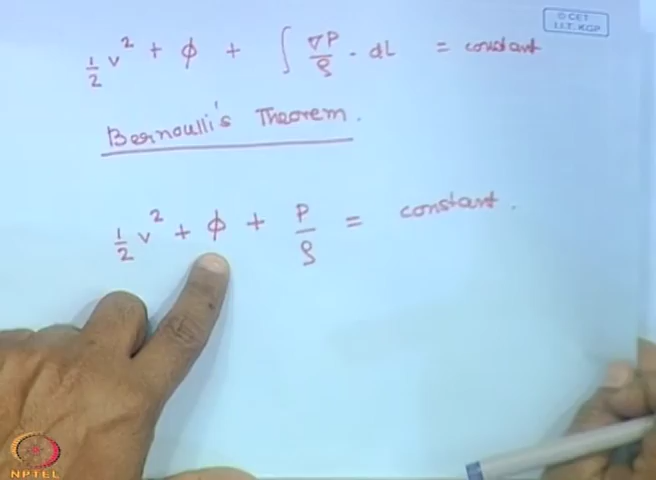 © CET
I.I.T. KGP
1/2 v² + ϕ + ∫ ∇P/ρ · dL = constant
Bernoulli's Theorem.
1/2 v² + ϕ + P/ρ = constant.
NPTEL